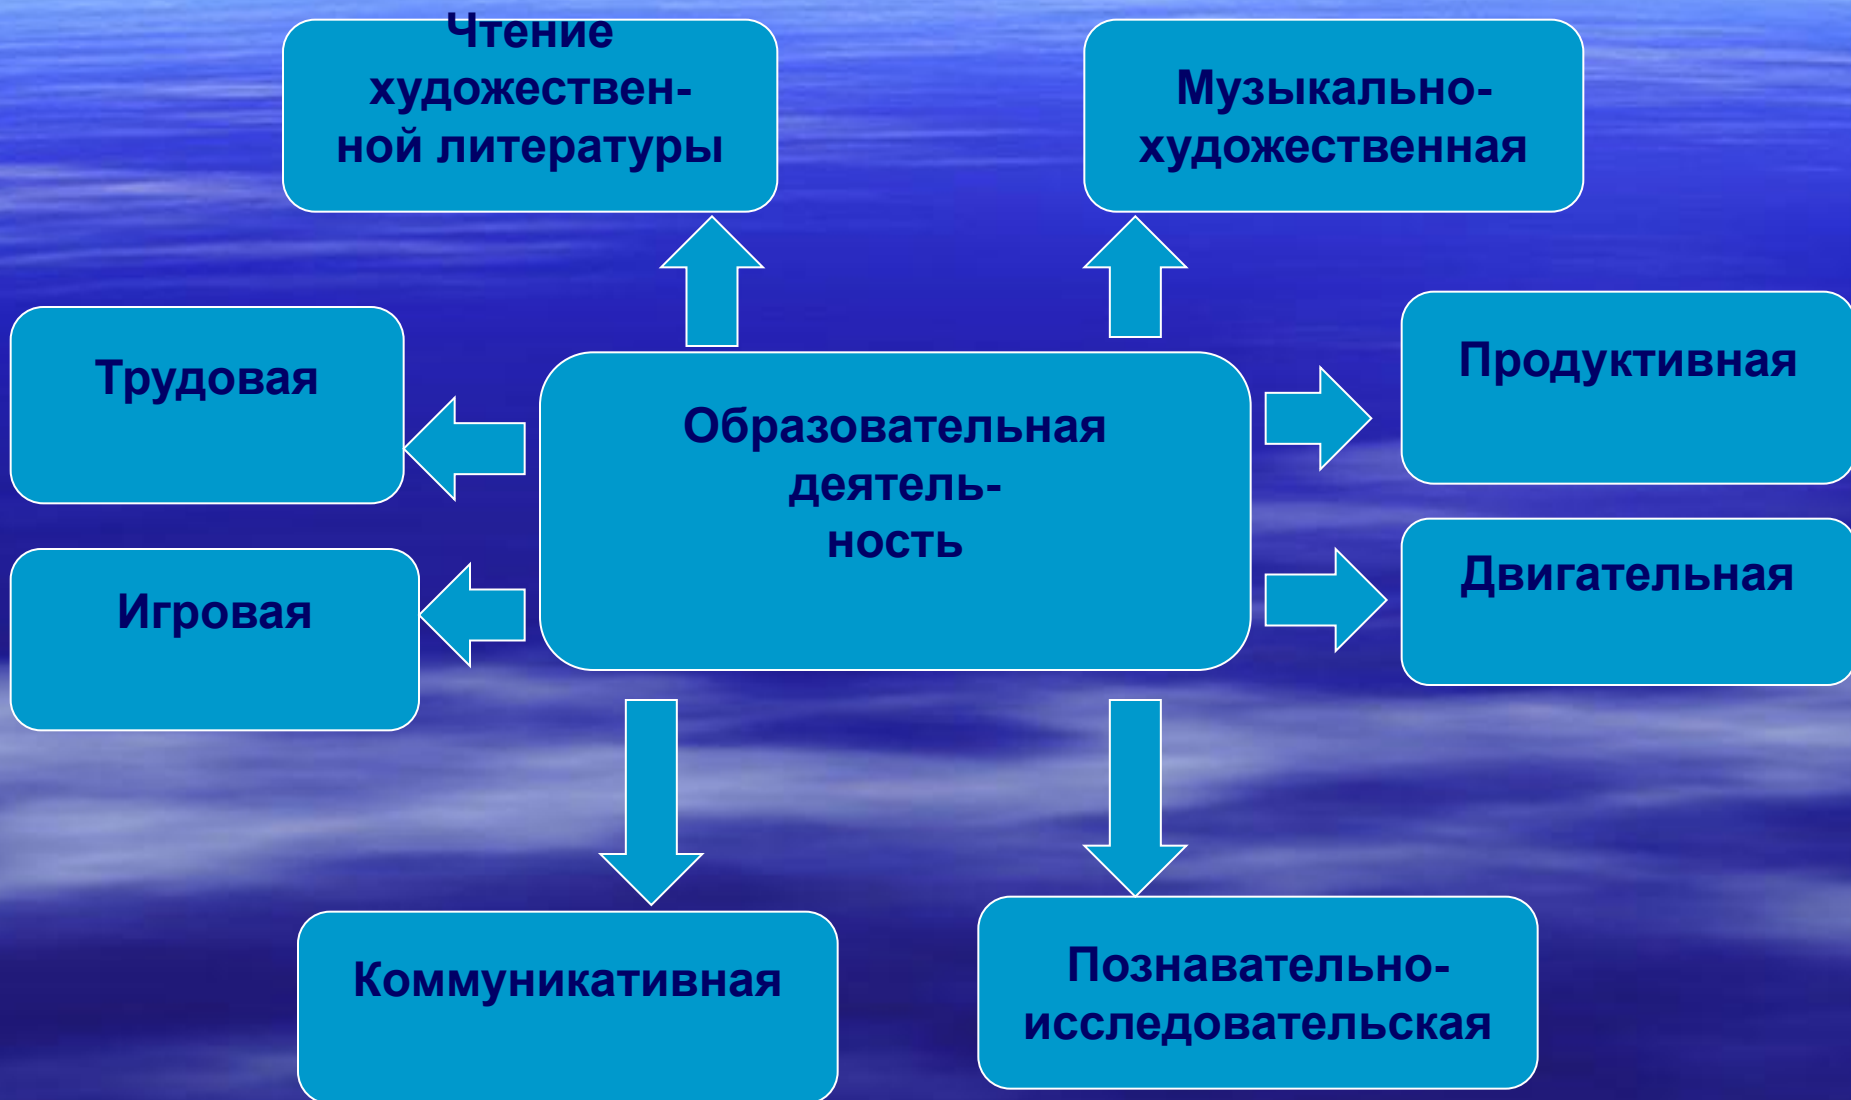 Чтение
художествен-
ной литературы
Музыкально-
художественная
Трудовая
Продуктивная
Образовательная
деятель-
ность
Игровая
Двигательная
Коммуникативная
Познавательно-
исследовательская